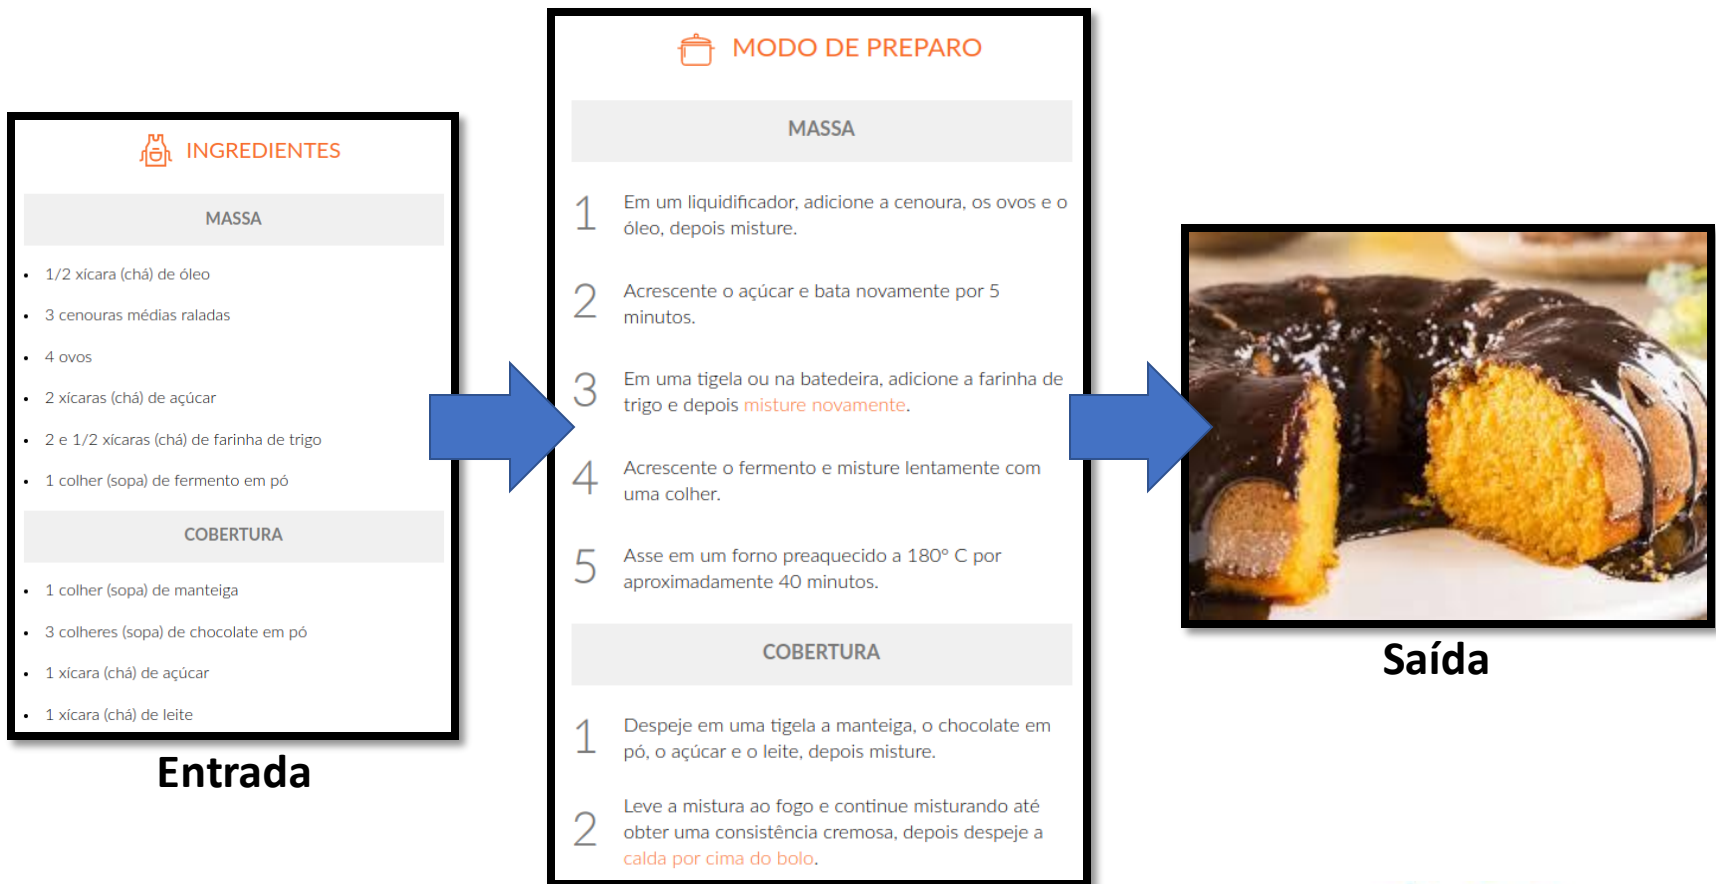 INGREDIENTES
MASSA
• 1/2 xícara (chá) de óleo
• 3 cenouras médias raladas
• 4 ovos
• 2 xícaras (chá) de açúcar
• 2 e 1/2 xícaras (chá) de farinha de trigo
• 1 colher (sopa) de fermento em pó
COBERTURA
• 1 colher (sopa) de manteiga
• 3 colheres (sopa) de chocolate em pó
• 1 xícara (chá) de açúcar
• 1 xícara (chá) de leite
Entrada
MODO DE PREPARO
MASSA
1 Em um liquidificador, adicione a cenoura, os ovos e o
óleo, depois misture.
2 Acrescente o açúcar e bata novamente por 5
minutos.
3 Em uma tigela ou na batedeira, adicione a farinha de
trigo e depois misture novamente.
4 Acrescente o fermento e misture lentamente com
uma colher.
5 Asse em um forno preaquecido a 180° C por
aproximadamente 40 minutos.
COBERTURA
1 Despeje em uma tigela a manteiga, o chocolate em
pó, o açúcar e o leite, depois misture.
2 Leve a mistura ao fogo e continue misturando até
obter uma consistência cremosa, depois despeje a
calda por cima do bolo.
Saída